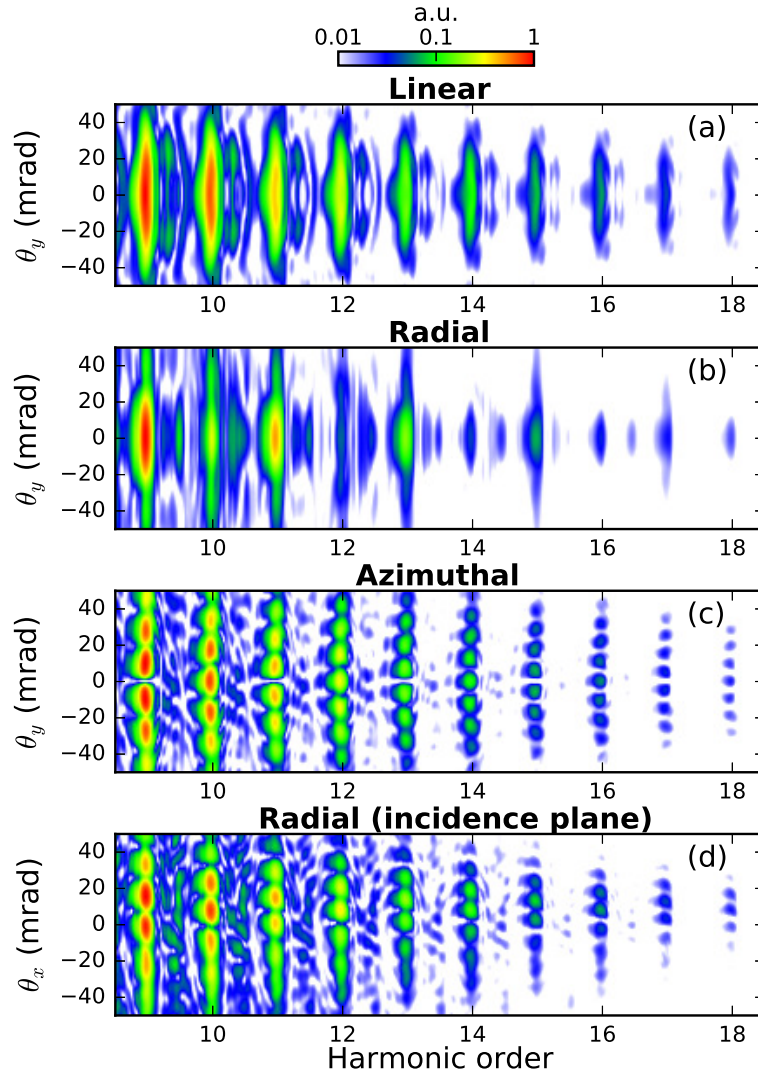 a.u.
0.01 0.1 1
Linear
(a)
40
20
0
−20
−40
θy (mrad)
10 12 14 16 18
Radial
(b)
40
20
0
−20
−40
θy (mrad)
10 12 14 16 18
Azimuthal
(c)
40
20
0
−20
−40
θy (mrad)
10 12 14 16 18
Radial (incidence plane)
(d)
40
20
0
−20
−40
θx (mrad)
10 12 14 16 18
Harmonic order